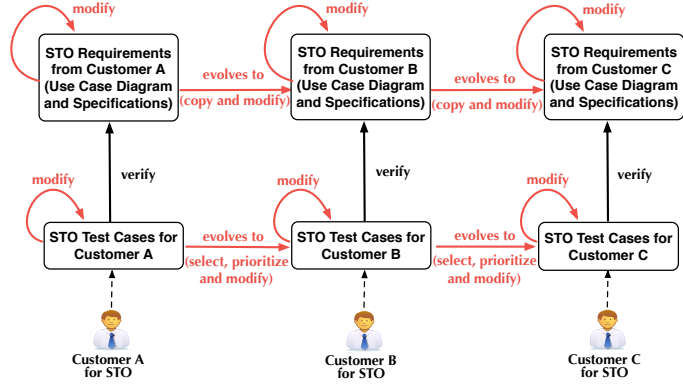 modify
modify
modify
STO Requirements
from Customer A
(Use Case Diagram
and Specifications)
evolves to
(copy and modify)
STO Requirements
from Customer B
(Use Case Diagram
and Specifications)
evolves to
(copy and modify)
STO Requirements
from Customer C
(Use Case Diagram
and Specifications)
verify
verify
verify
modify
modify
modify
STO Test Cases for
Customer A
evolves to
(select, prioritize
and modify)
STO Test Cases for
Customer B
evolves to
(select, prioritize
and modify)
STO Test Cases for
Customer C
Customer A
for STO
Customer B
for STO
Customer C
for STO